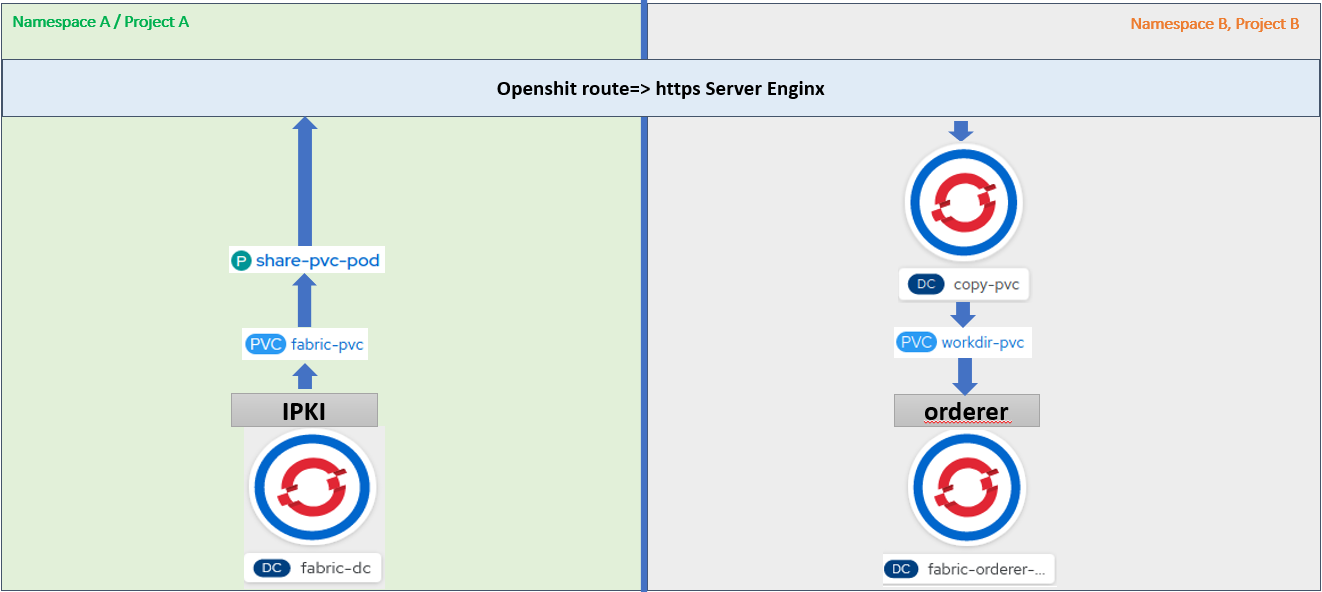 Namespace A / Project A
Namespace B, Project B
Openshit route=> https Server Enginx
P share-pvc-pod
PVC fabric-pvc
IPKI
DC fabric-dc
DC copy-pvc
PVC workdir-pvc
orderer
DC fabric-orderer-...